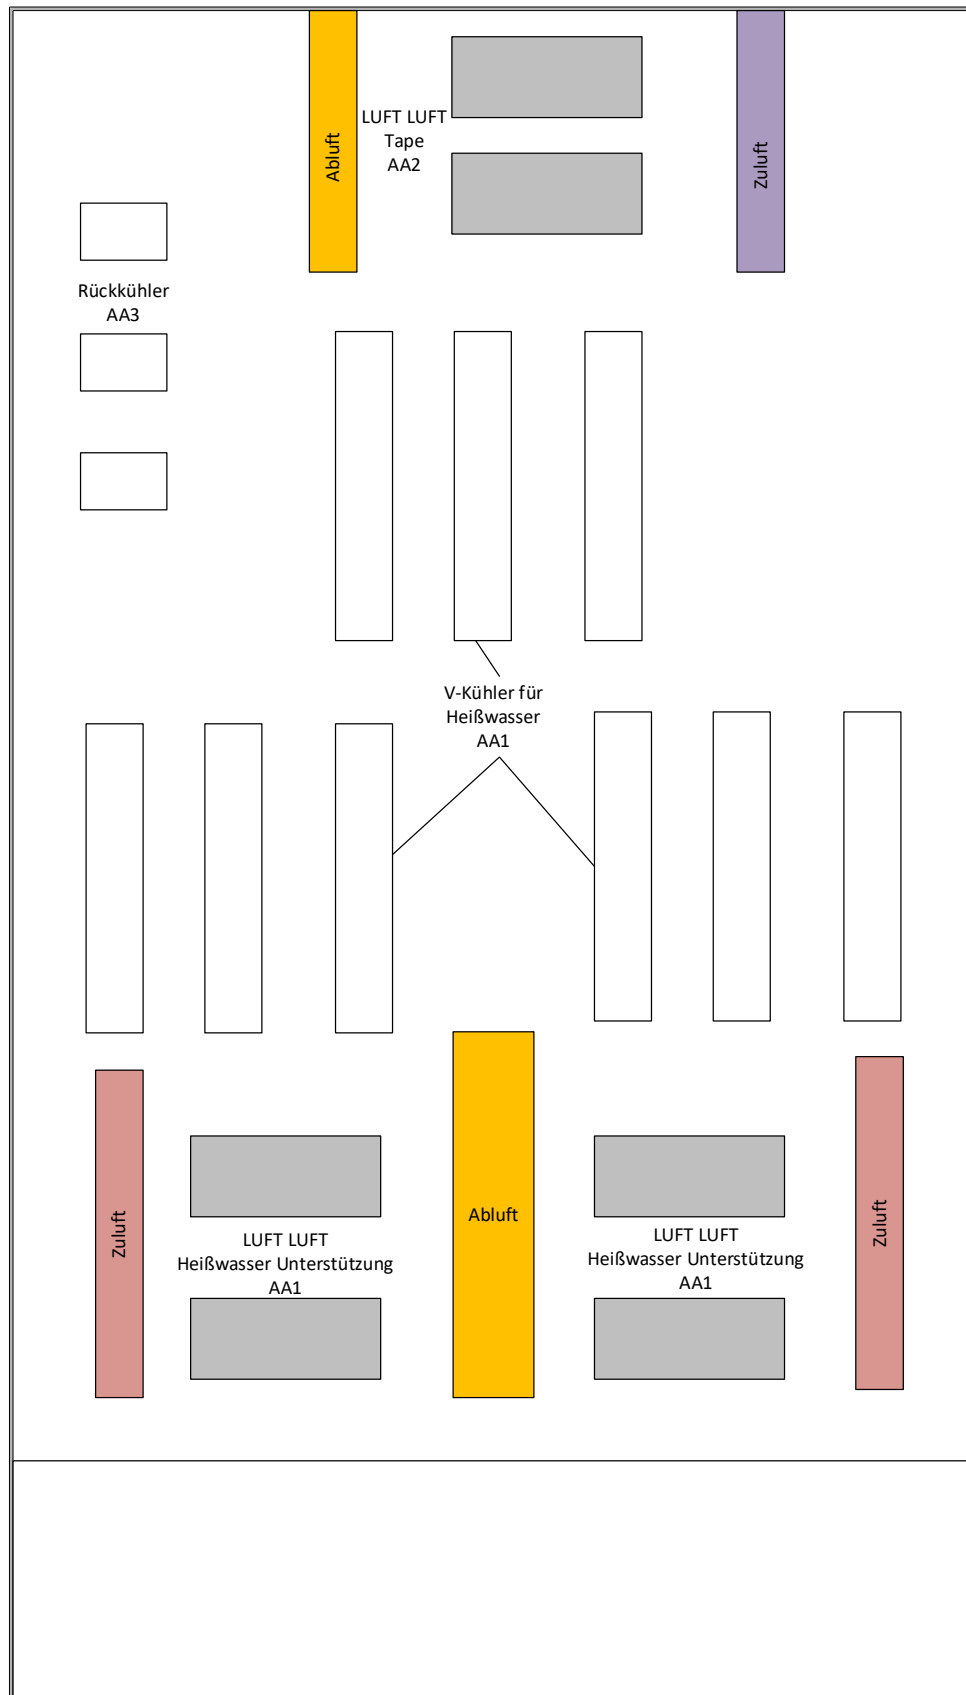 Abluft
LUFT LUFT
Tape
AA2
Zuluft
Rückkühler
AA3
V-Kühler für
Heißwasser
AA1
Zuluft
LUFT LUFT
Heißwasser Unterstützung
AA1
Abluft
LUFT LUFT
Heißwasser Unterstützung
AA1
Zuluft